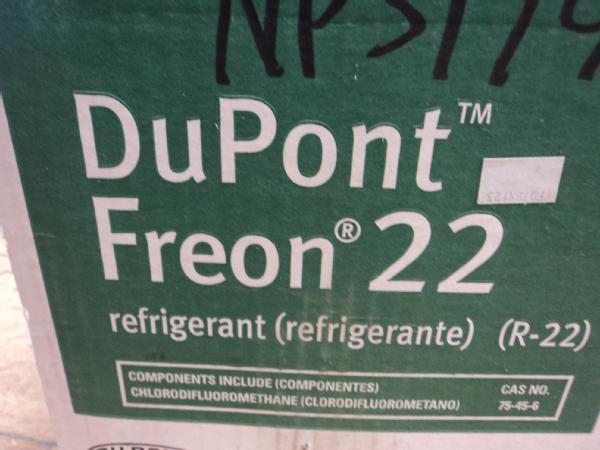 DuPont™
Freon® 22
refrigerant (refrigerante) (R-22)
COMPONENTS INCLUDE (COMPONENTES) CAS NO.
CHLORODIFLUOROMETHANE (CLORODIFLUOROMETANO) 75-45-6